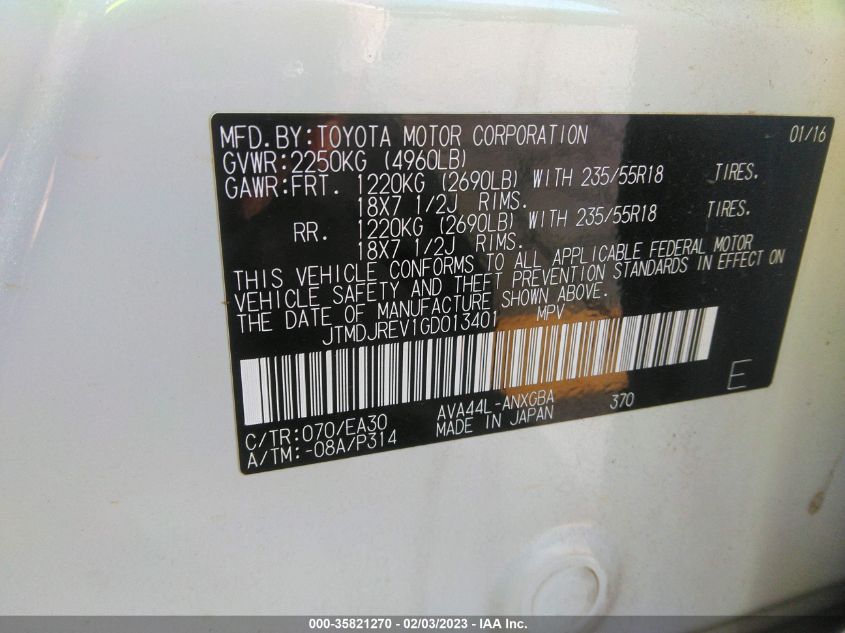 MFD.BY:TOYOTA MOTOR CORPORATION 01/16
GVWR:2250KG (4960LB)
GAWR:FRT. 1220KG (2690LB) WITH 235/55R18 TIRES.
18X7 1/2J RIMS.
RR. 1220KG (2690LB) WITH 235/55R18 TIRES.
18X7 1/2J RIMS.
THIS VEHICLE CONFORMS TO ALL APPLICABLE FEDERAL MOTOR
VEHICLE SAFETY AND THEFT PREVENTION STANDARDS IN EFFECT ON
THE DATE OF MANUFACTURE SHOWN ABOVE.
JTMDJREV1GD013401 MPV
E
C/TR:070/EA30 AVA44L-ANXGBA 370
A/TM:-08A/P314 MADE IN JAPAN
000-35821270 - 02/03/2023 - IAA Inc.